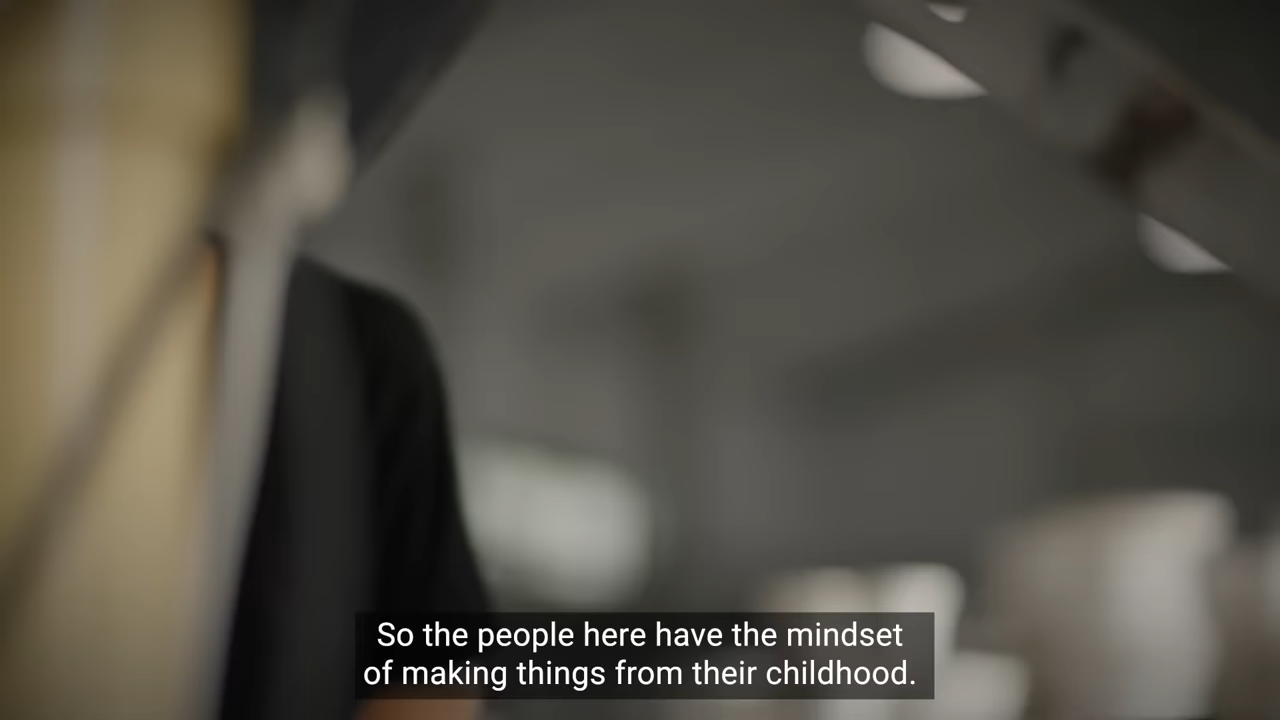 So the people here have the mindset
of making things from their childhood.